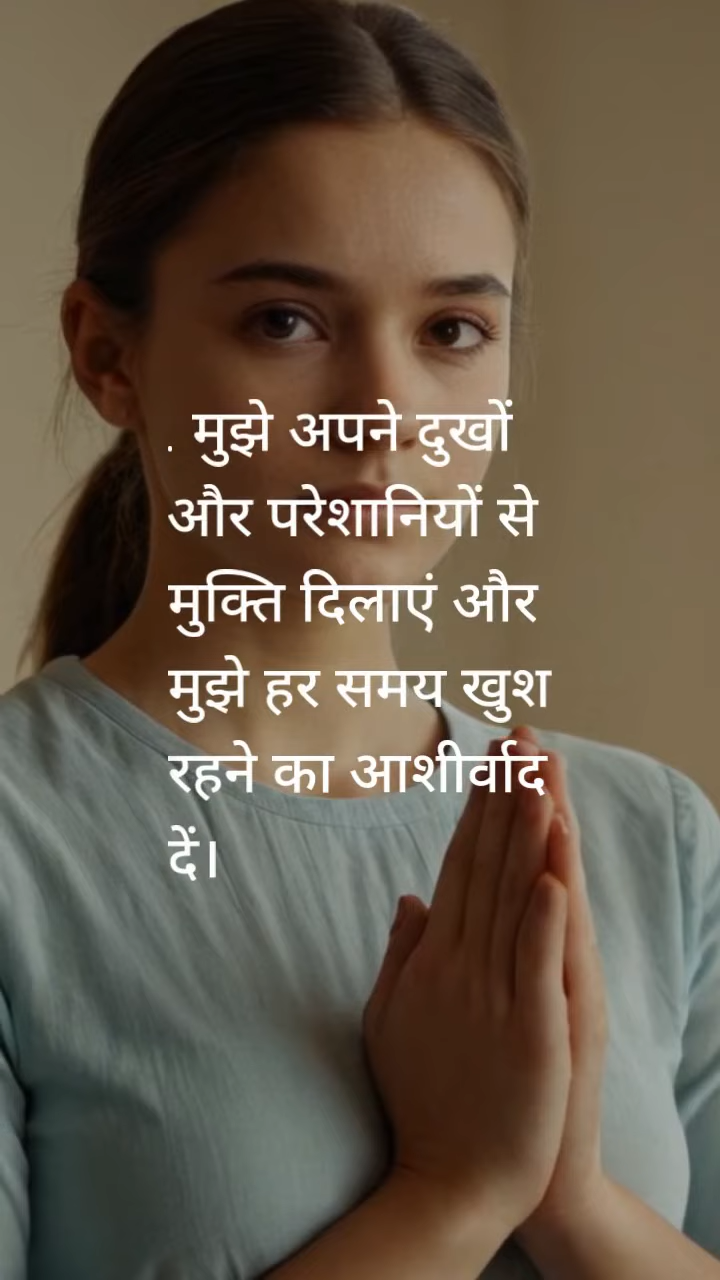 . मुझे अपने दुखों
और परेशानियों से
मुक्ति दिलाएं और
मुझे हर समय खुश
रहने का आशीर्वाद
दें।